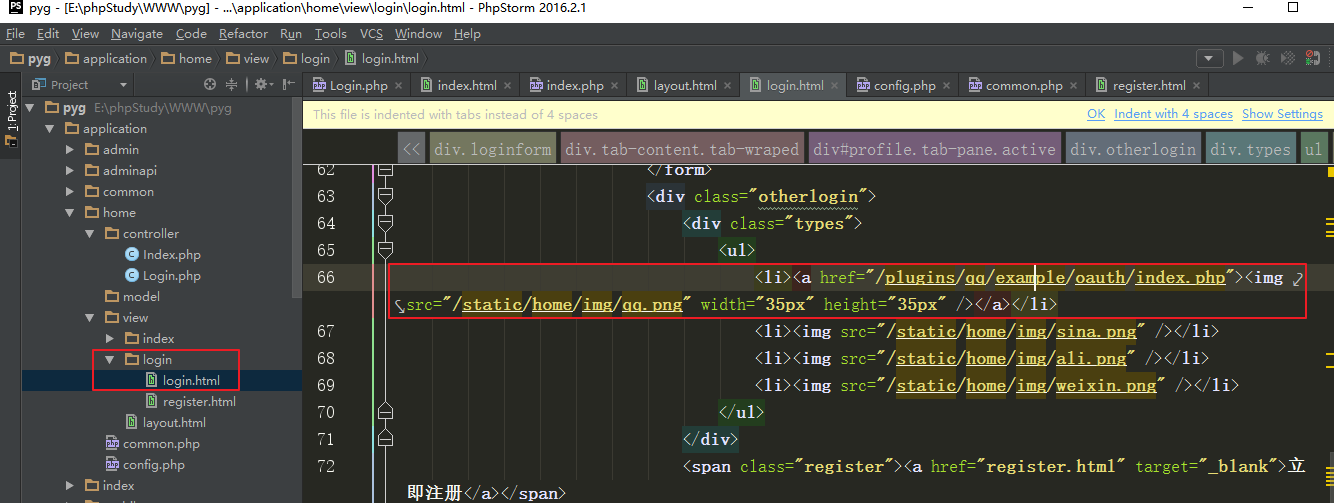 pyg - [E:\phpStudy\WWW\pyg] - ...\application\home\view\login\login.html - PhpStorm 2016.2.1
File Edit View Navigate Code Refactor Run Tools VCS Window Help
pyg application home view login login.html
Project Login.php index.html index.php layout.html login.html config.php common.php register.html
1: Project
pyg E:\phpStudy\WWW\pyg
application
admin
adminapi
common
home
controller
Index.php
Login.php
model
view
index
login
login.html
register.html
layout.html
common.php
config.php
index
This file is indented with tabs instead of 4 spaces OK Indent with 4 spaces Show Settings
<< div.loginform div.tab-content.tab-wraped div#profile.tab-pane.active div.otherlogin div.types ul
62 </form>
63 <div class="otherlogin">
64 <div class="types">
65 <ul>
66 <li><a href="/plugins/qq/example/oauth/index.php"><img
src="/static/home/img/qq.png" width="35px" height="35px" /></a></li>
67 <li><img src="/static/home/img/sina.png" /></li>
68 <li><img src="/static/home/img/ali.png" /></li>
69 <li><img src="/static/home/img/weixin.png" /></li>
70 </ul>
71 </div>
72 <span class="register"><a href="register.html" target="_blank">立
即注册</a></span>